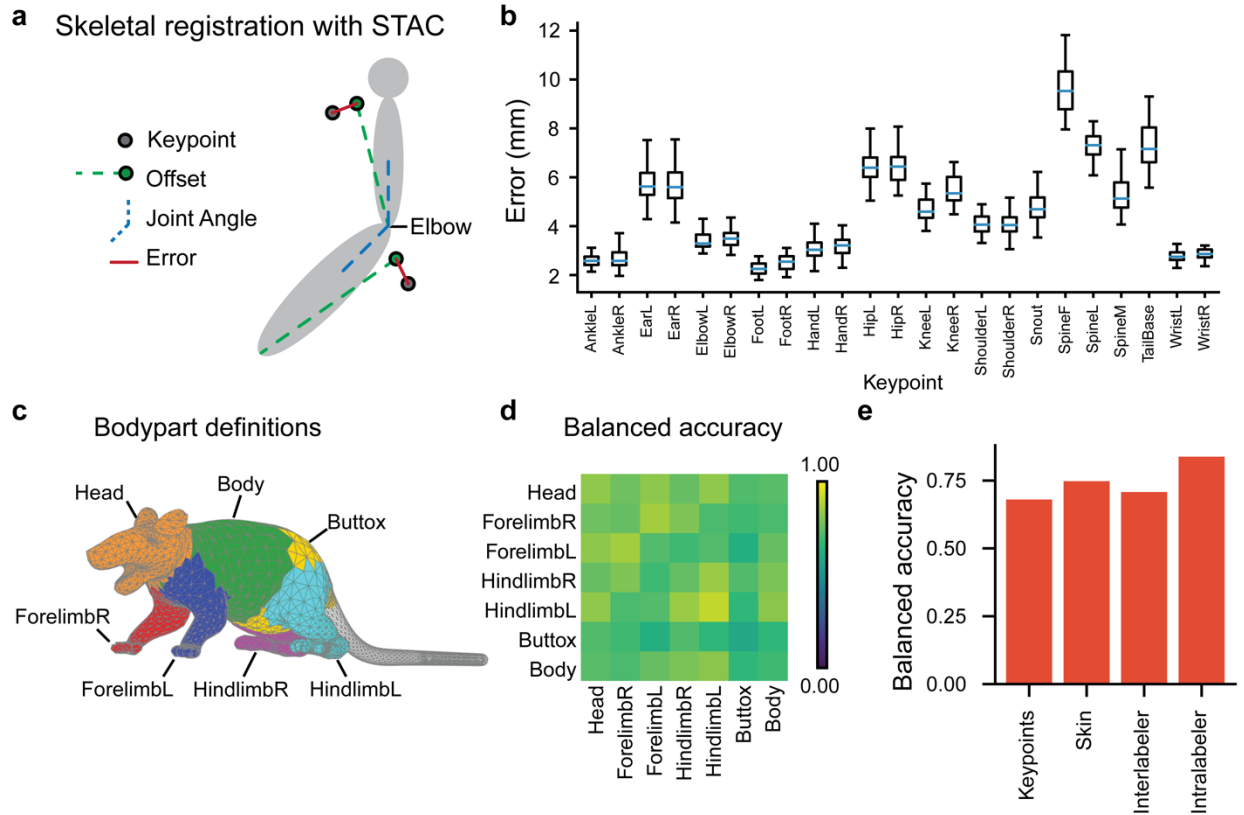 a
Skeletal registration with STAC
Keypoint
Offset
Joint Angle
Error
Elbow
b
Error (mm)
12
10
8
6
4
2
AnkleL
AnkleR
EarL
EarR
ElbowL
ElbowR
FootL
FootR
HandL
HandR
HipL
HipR
KneeL
KneeR
ShoulderL
ShoulderR
Snout
SpineF
SpineL
SpineM
TailBase
WristL
WristR
Keypoint
c
Bodypart definitions
Head
Body
Buttox
ForelimbR
ForelimbL
HindlimbR
HindlimbL
d
Balanced accuracy
Head
ForelimbR
ForelimbL
HindlimbR
HindlimbL
Buttox
Body
Head
ForelimbR
ForelimbL
HindlimbR
HindlimbL
Buttox
Body
1.00
0.00
e
Balanced accuracy
0.75
0.50
0.25
0.00
Keypoints
Skin
Interlabeler
Intralabeler